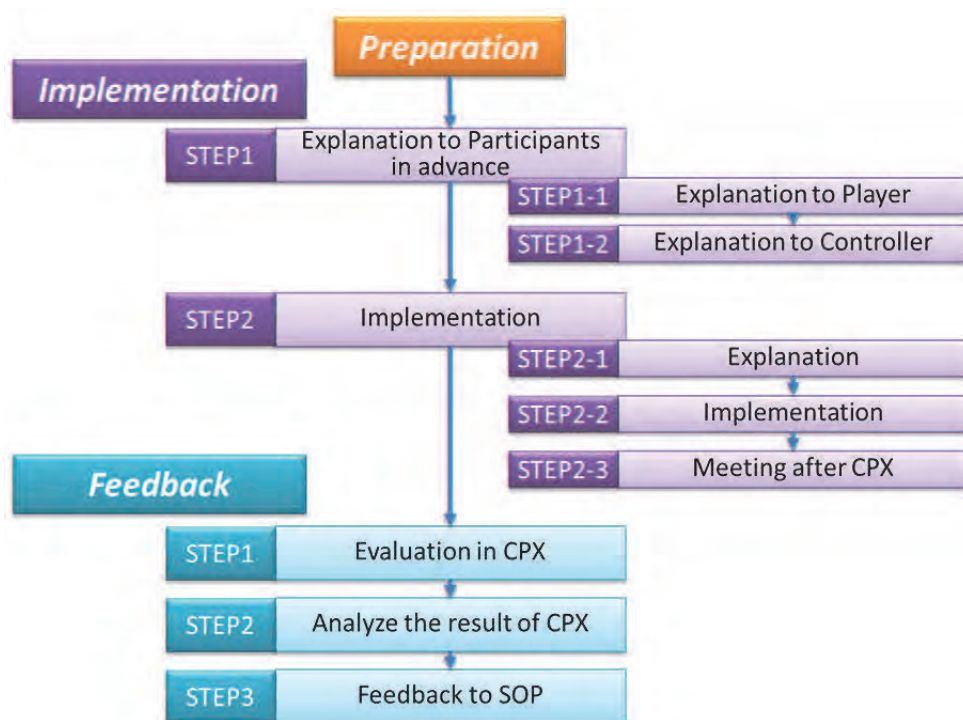 Preparation
Implementation
STEP1
Explanation to Participants
in advance
STEP1-1
Explanation to Player
STEP1-2
Explanation to Controller
STEP2
Implementation
STEP2-1
Explanation
STEP2-2
Implementation
STEP2-3
Meeting after CPX
Feedback
STEP1
Evaluation in CPX
STEP2
Analyze the result of CPX
STEP3
Feedback to SOP